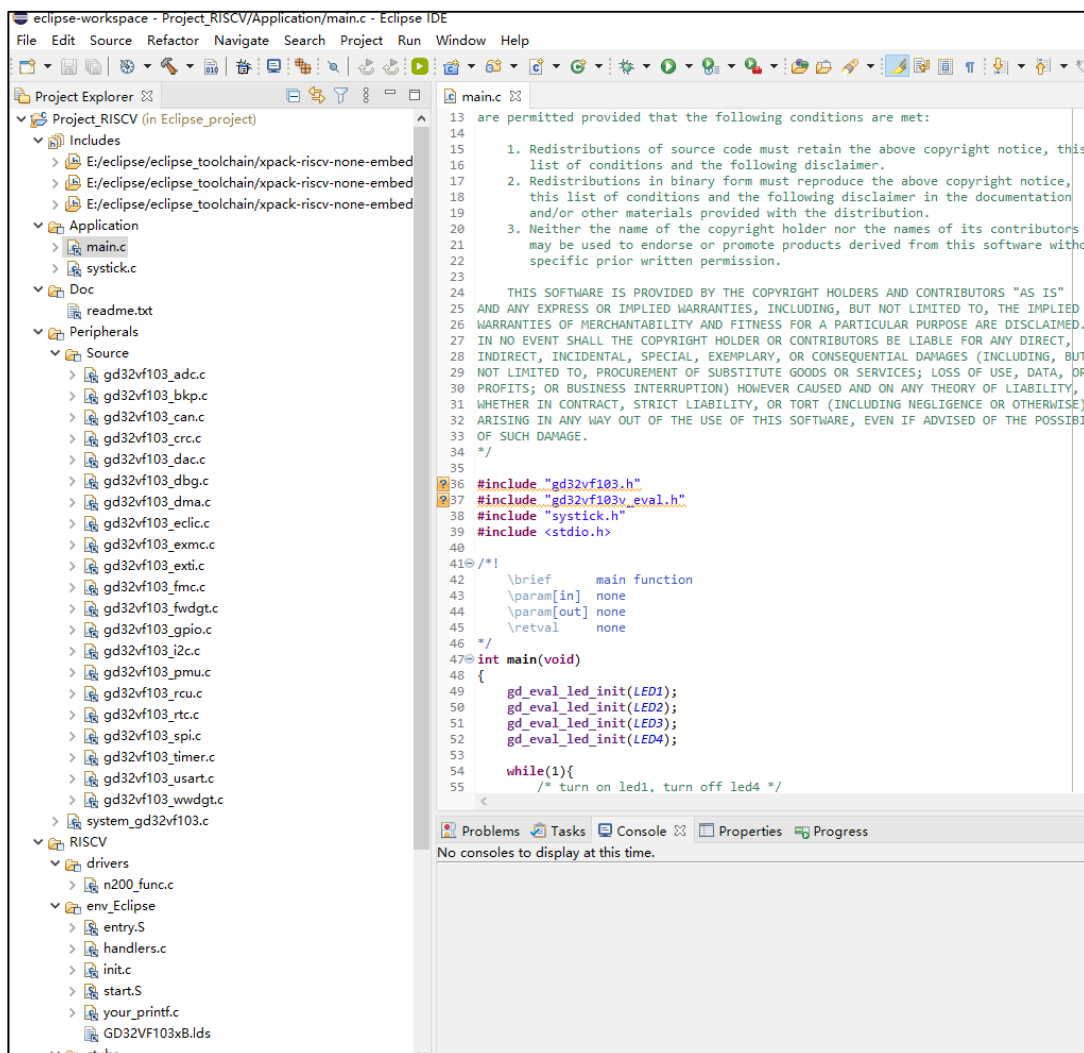 eclipse-workspace - Project_RISCV/Application/main.c - Eclipse IDE
File Edit Source Refactor Navigate Search Project Run Window Help
Project Explorer
Project_RISCV (in Eclipse_project)
Includes
E:/eclipse/eclipse_toolchain/xpack-riscv-none-embed
E:/eclipse/eclipse_toolchain/xpack-riscv-none-embed
E:/eclipse/eclipse_toolchain/xpack-riscv-none-embed
Application
main.c
systick.c
Doc
readme.txt
Peripherals
Source
gd32vf103_adc.c
gd32vf103_bkp.c
gd32vf103_can.c
gd32vf103_crc.c
gd32vf103_dac.c
gd32vf103_dbg.c
gd32vf103_dma.c
gd32vf103_eclic.c
gd32vf103_exmc.c
gd32vf103_exti.c
gd32vf103_fmc.c
gd32vf103_fwdgt.c
gd32vf103_gpio.c
gd32vf103_i2c.c
gd32vf103_pmu.c
gd32vf103_rcu.c
gd32vf103_rtc.c
gd32vf103_spi.c
gd32vf103_timer.c
gd32vf103_usart.c
gd32vf103_wwdgt.c
system_gd32vf103.c
RISCV
drivers
n200_func.c
env_Eclipse
entry.S
handlers.c
init.c
start.S
your_printf.c
GD32VF103xB.lds
main.c
13 are permitted provided that the following conditions are met:
14
15 1. Redistributions of source code must retain the above copyright notice, this
16 list of conditions and the following disclaimer.
17 2. Redistributions in binary form must reproduce the above copyright notice,
18 this list of conditions and the following disclaimer in the documentation
19 and/or other materials provided with the distribution.
20 3. Neither the name of the copyright holder nor the names of its contributors
21 may be used to endorse or promote products derived from this software witho
22 specific prior written permission.
23
24 THIS SOFTWARE IS PROVIDED BY THE COPYRIGHT HOLDERS AND CONTRIBUTORS "AS IS"
25 AND ANY EXPRESS OR IMPLIED WARRANTIES, INCLUDING, BUT NOT LIMITED TO, THE IMPLIED
26 WARRANTIES OF MERCHANTABILITY AND FITNESS FOR A PARTICULAR PURPOSE ARE DISCLAIMED.
27 IN NO EVENT SHALL THE COPYRIGHT HOLDER OR CONTRIBUTORS BE LIABLE FOR ANY DIRECT,
28 INDIRECT, INCIDENTAL, SPECIAL, EXEMPLARY, OR CONSEQUENTIAL DAMAGES (INCLUDING, BUT
29 NOT LIMITED TO, PROCUREMENT OF SUBSTITUTE GOODS OR SERVICES; LOSS OF USE, DATA, OR
30 PROFITS; OR BUSINESS INTERRUPTION) HOWEVER CAUSED AND ON ANY THEORY OF LIABILITY,
31 WHETHER IN CONTRACT, STRICT LIABILITY, OR TORT (INCLUDING NEGLIGENCE OR OTHERWISE)
32 ARISING IN ANY WAY OUT OF THE USE OF THIS SOFTWARE, EVEN IF ADVISED OF THE POSSIBI
33 OF SUCH DAMAGE.
34 */
35
36 #include "gd32vf103.h"
37 #include "gd32vf103v_eval.h"
38 #include "systick.h"
39 #include <stdio.h>
40
41 /*!
42 \brief main function
43 \param[in] none
44 \param[out] none
45 \retval none
46 */
47 int main(void)
48 {
49 gd_eval_led_init(LED1);
50 gd_eval_led_init(LED2);
51 gd_eval_led_init(LED3);
52 gd_eval_led_init(LED4);
53
54 while(1){
55 /* turn on led1, turn off led4 */
Problems Tasks Console Properties Progress
No consoles to display at this time.